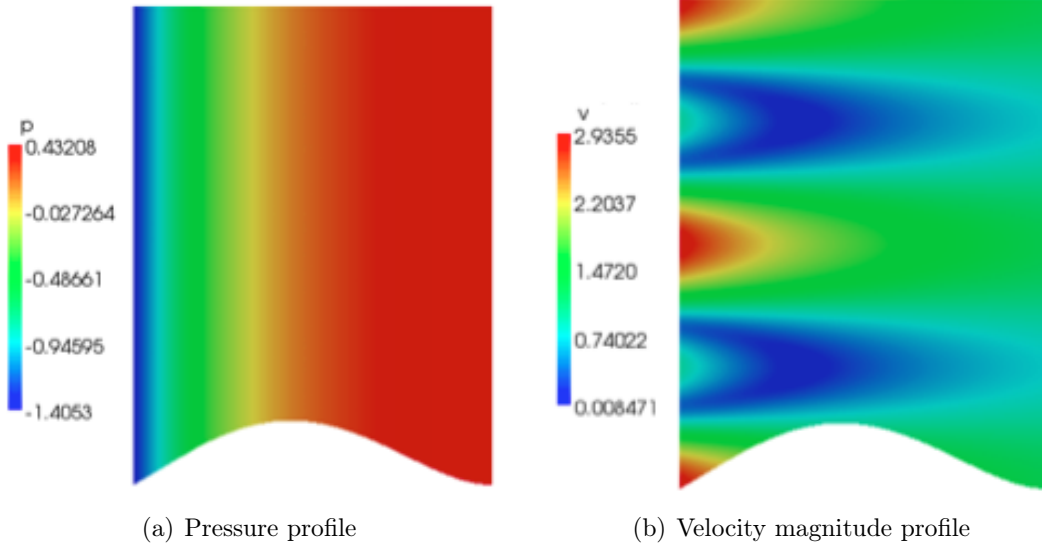 p
0.43208
-0.027264
-0.48661
-0.94595
-1.4053
v
2.9355
2.2037
1.4720
0.74022
0.008471
(a) Pressure profile
(b) Velocity magnitude profile